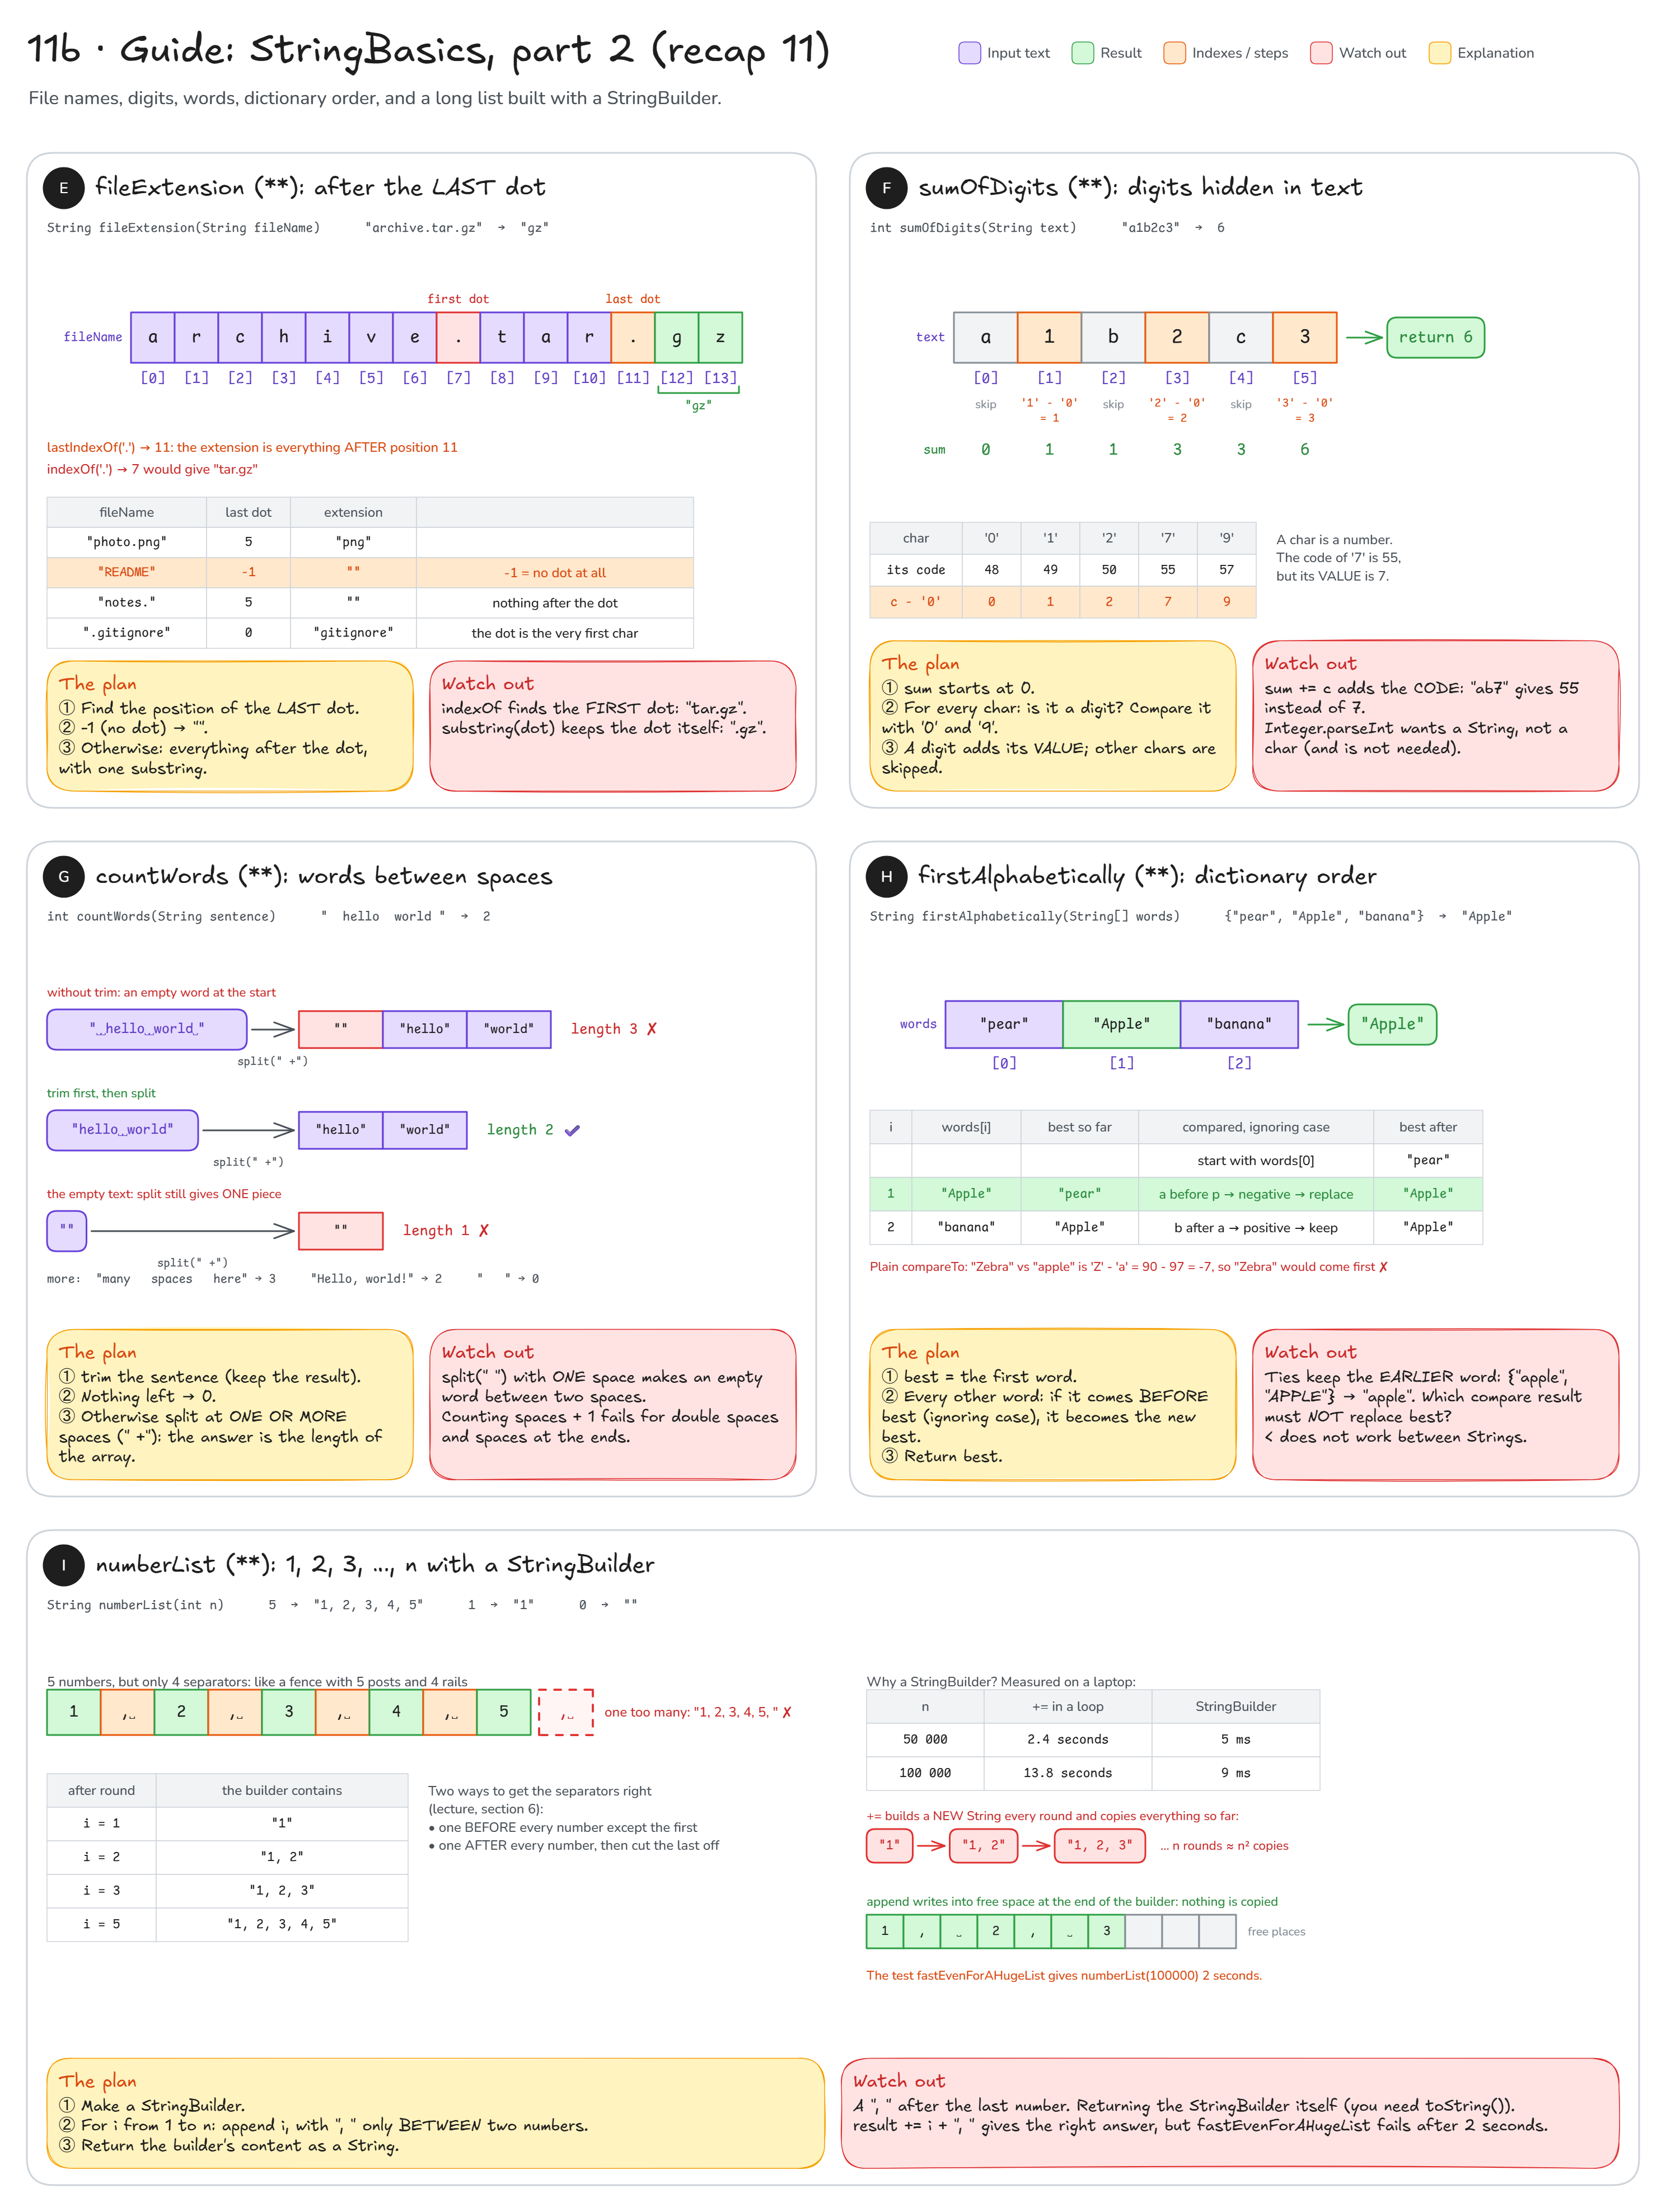 11b · Guide: StringBasics, part 2 (recap 11)
Input text
Result
Indexes / steps
Watch out
Explanation
File names, digits, words, dictionary order, and a long list built with a StringBuilder.
E
fileExtension (**): after the LAST dot
String fileExtension(String fileName)   "archive.tar.gz" → "gz"
first dot   last dot
fileName a r c h i v e . t a r . g z
[0] [1] [2] [3] [4] [5] [6] [7] [8] [9] [10] [11] [12] [13]
"gz"
lastIndexOf('.') → 11: the extension is everything AFTER position 11
indexOf('.') → 7 would give "tar.gz"
fileName   last dot   extension
"photo.png"   5   "png"
"README"   -1   ""   -1 = no dot at all
"notes."   5   ""   nothing after the dot
".gitignore"   0   "gitignore"   the dot is the very first char
The plan
① Find the position of the LAST dot.
② -1 (no dot) → "".
③ Otherwise: everything after the dot,
with one substring.
Watch out
indexOf finds the FIRST dot: "tar.gz".
substring(dot) keeps the dot itself: ".gz".
F
sumOfDigits (**): digits hidden in text
int sumOfDigits(String text)   "a1b2c3" → 6
text a 1 b 2 c 3 return 6
[0] [1] [2] [3] [4] [5]
skip '1' - '0' skip '2' - '0' skip '3' - '0'
= 1 = 2 = 3
sum 0 1 1 3 3 6
char '0' '1' '2' '7' '9'
its code 48 49 50 55 57
c - '0' 0 1 2 7 9
A char is a number.
The code of '7' is 55,
but its VALUE is 7.
The plan
① sum starts at 0.
② For every char: is it a digit? Compare it
with '0' and '9'.
③ A digit adds its VALUE; other chars are
skipped.
Watch out
sum += c adds the CODE: "ab7" gives 55
instead of 7.
Integer.parseInt wants a String, not a
char (and is not needed).
G
countWords (**): words between spaces
int countWords(String sentence)   "  hello  world " → 2
without trim: an empty word at the start
"␣␣hello␣␣world␣" "" "hello" "world" length 3 ✗
split(" +")
trim first, then split
"hello␣␣world" "hello" "world" length 2 ✔
split(" +")
the empty text: split still gives ONE piece
"" "" length 1 ✗
split(" +")
more:  "many   spaces   here" → 3   "Hello, world!" → 2   "   " → 0
The plan
① trim the sentence (keep the result).
② Nothing left → 0.
③ Otherwise split at ONE OR MORE
spaces (" +"): the answer is the length of
the array.
Watch out
split(" ") with ONE space makes an empty
word between two spaces.
Counting spaces + 1 fails for double spaces
and spaces at the ends.
H
firstAlphabetically (**): dictionary order
String firstAlphabetically(String[] words)   {"pear", "Apple", "banana"} → "Apple"
words "pear" "Apple" "banana" "Apple"
[0] [1] [2]
i   words[i]   best so far   compared, ignoring case   best after
start with words[0]   "pear"
1   "Apple"   "pear"   a before p → negative → replace   "Apple"
2   "banana"   "Apple"   b after a → positive → keep   "Apple"
Plain compareTo: "Zebra" vs "apple" is 'Z' - 'a' = 90 - 97 = -7, so "Zebra" would come first ✗
The plan
① best = the first word.
② Every other word: if it comes BEFORE
best (ignoring case), it becomes the new
best.
③ Return best.
Watch out
Ties keep the EARLIER word: {"apple",
"APPLE"} → "apple". Which compare result
must NOT replace best?
< does not work between Strings.
I
numberList (**): 1, 2, 3, ..., n with a StringBuilder
String numberList(int n)   5 → "1, 2, 3, 4, 5"   1 → "1"   0 → ""
5 numbers, but only 4 separators: like a fence with 5 posts and 4 rails
1 ,␣ 2 ,␣ 3 ,␣ 4 ,␣ 5 ,␣ one too many: "1, 2, 3, 4, 5, " ✗
after round   the builder contains
i = 1   "1"
i = 2   "1, 2"
i = 3   "1, 2, 3"
i = 5   "1, 2, 3, 4, 5"
Two ways to get the separators right
(lecture, section 6):
• one BEFORE every number except the first
• one AFTER every number, then cut the last off
Why a StringBuilder? Measured on a laptop:
n   += in a loop   StringBuilder
50 000   2.4 seconds   5 ms
100 000   13.8 seconds   9 ms
+= builds a NEW String every round and copies everything so far:
"1" "1, 2" "1, 2, 3" ... n rounds ≈ n² copies
append writes into free space at the end of the builder: nothing is copied
1 , ␣ 2 , ␣ 3 free places
The test fastEvenForAHugeList gives numberList(100000) 2 seconds.
The plan
① Make a StringBuilder.
② For i from 1 to n: append i, with ", " only BETWEEN two numbers.
③ Return the builder's content as a String.
Watch out
A ", " after the last number. Returning the StringBuilder itself (you need toString()).
result += i + ", " gives the right answer, but fastEvenForAHugeList fails after 2 seconds.